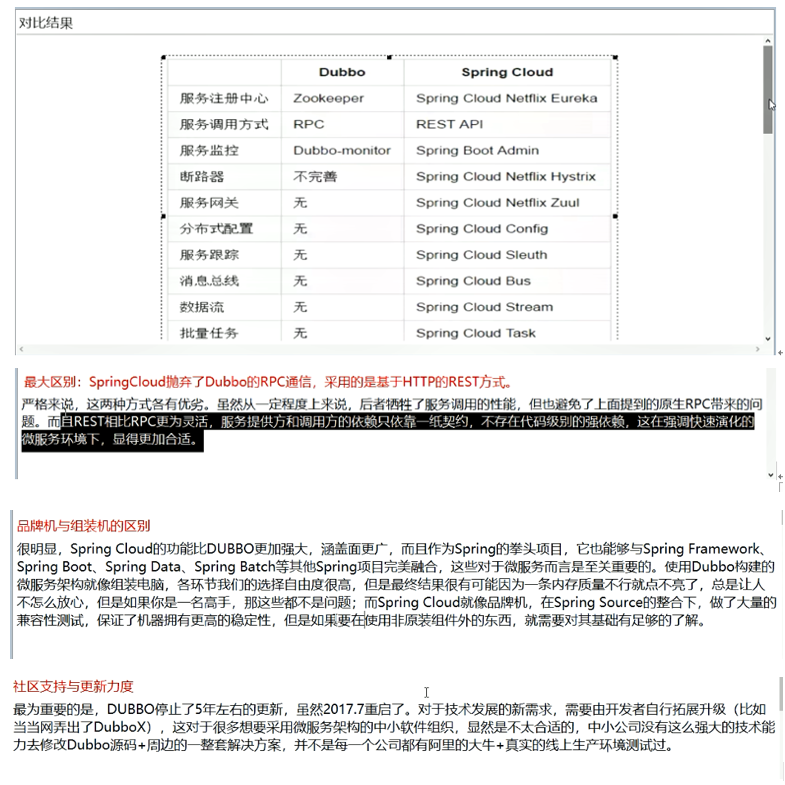 对比结果
Dubbo Spring Cloud
服务注册中心 Zookeeper Spring Cloud Netflix Eureka
服务调用方式 RPC REST API
服务监控 Dubbo-monitor Spring Boot Admin
断路器 不完善 Spring Cloud Netflix Hystrix
服务网关 无 Spring Cloud Netflix Zuul
分布式配置 无 Spring Cloud Config
服务跟踪 无 Spring Cloud Sleuth
消息总线 无 Spring Cloud Bus
数据流 无 Spring Cloud Stream
批量任务 无 Spring Cloud Task
最大区别：SpringCloud抛弃了Dubbo的RPC通信，采用的是基于HTTP的REST方式。
严格来说，这两种方式各有优劣。虽然从一定程度上来说，后者牺牲了服务调用的性能，但也避免了上面提到的原生RPC带来的问
题。而且REST相比RPC更为灵活，服务提供方和调用方的依赖只依靠一纸契约，不存在代码级别的强依赖，这在强调快速演化的
微服务环境下，显得更加合适。
品牌机与组装机的区别
很明显，Spring Cloud的功能比DUBBO更加强大，涵盖面更广，而且作为Spring的拳头项目，它也能够与Spring Framework、
Spring Boot、Spring Data、Spring Batch等其他Spring项目完美融合，这些对于微服务而言是至关重要的。使用Dubbo构建的
微服务架构就像组装电脑，各环节我们的选择自由度很高，但是最终结果很有可能因为一条内存质量不行就点不亮了，总是让人
不怎么放心，但是如果你是一名高手，那这些都不是问题；而Spring Cloud就像品牌机，在Spring Source的整合下，做了大量的
兼容性测试，保证了机器拥有更高的稳定性，但是如果要在使用非原装组件外的东西，就需要对其基础有足够的了解。
社区支持与更新力度
最为重要的是，DUBBO停止了5年左右的更新，虽然2017.7重启了。对于技术发展的新需求，需要由开发者自行拓展升级（比如
当当网弄出了DubboX），这对于很多想要采用微服务架构的中小软件组织，显然是不太合适的，中小公司没有这么强大的技术能
力去修改Dubbo源码+周边的一整套解决方案，并不是每一个公司都有阿里的大牛+真实的线上生产环境测试过。